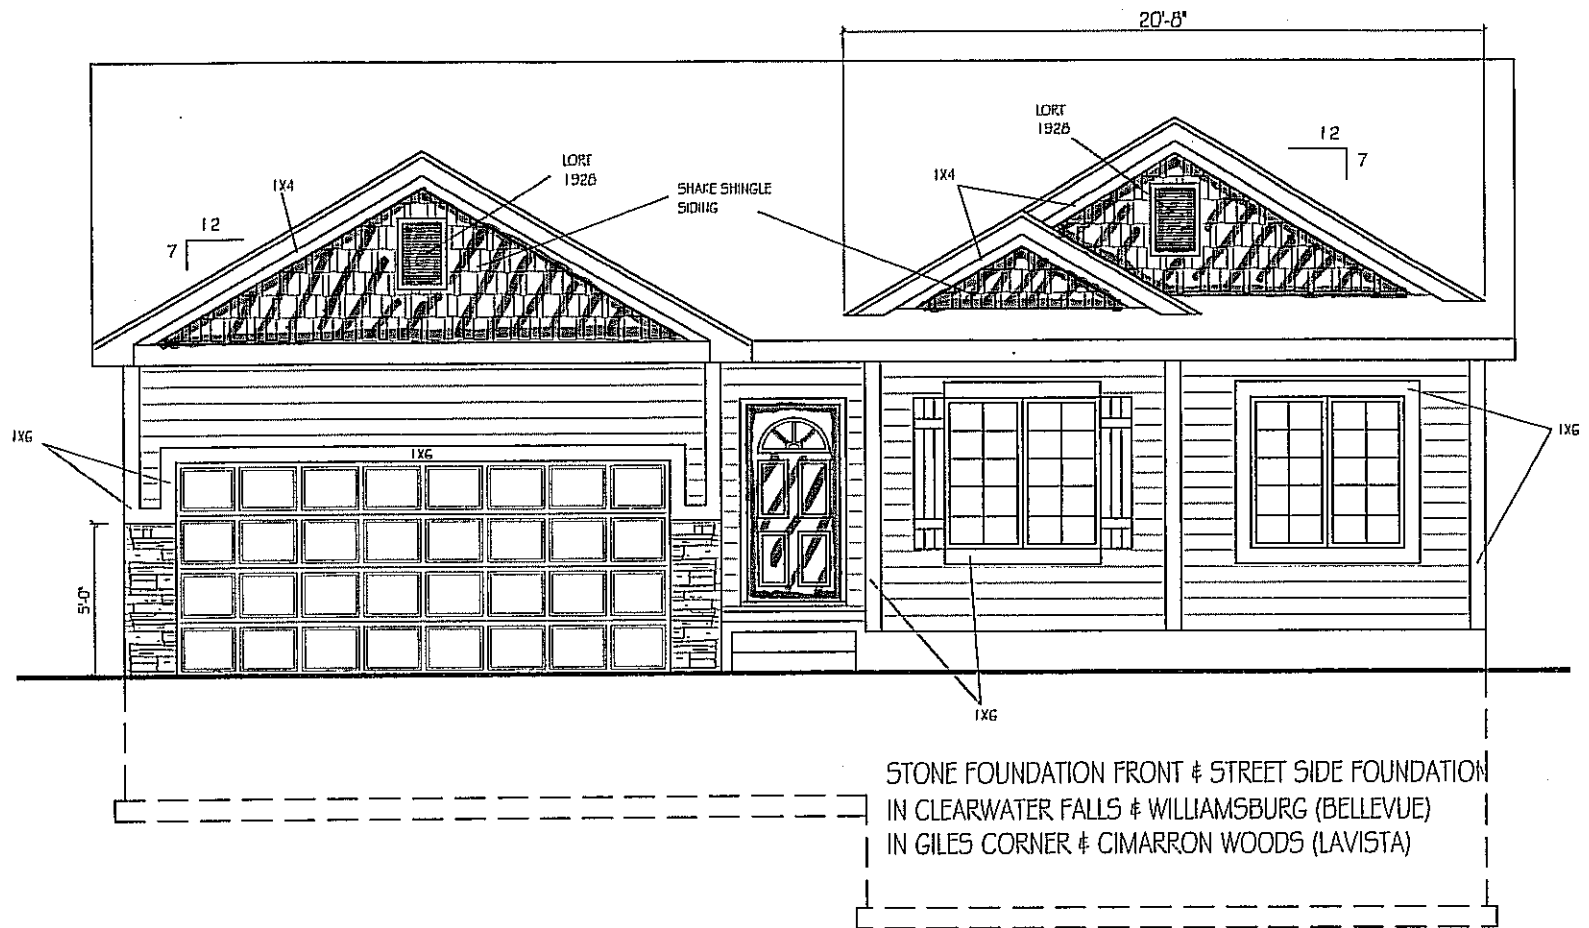 20'-8"
LORT
1928
12
7
1X4
LORT
1928
1X4
SHAKE SHINGLE
SIDING
12
7
1X6
1X6
1X6
5'-0"
1X6
STONE FOUNDATION FRONT & STREET SIDE FOUNDATION
IN CLEARWATER FALLS & WILLIAMSBURG (BELLEVUE)
IN GILES CORNER & CIMARRON WOODS (LAVISTA)